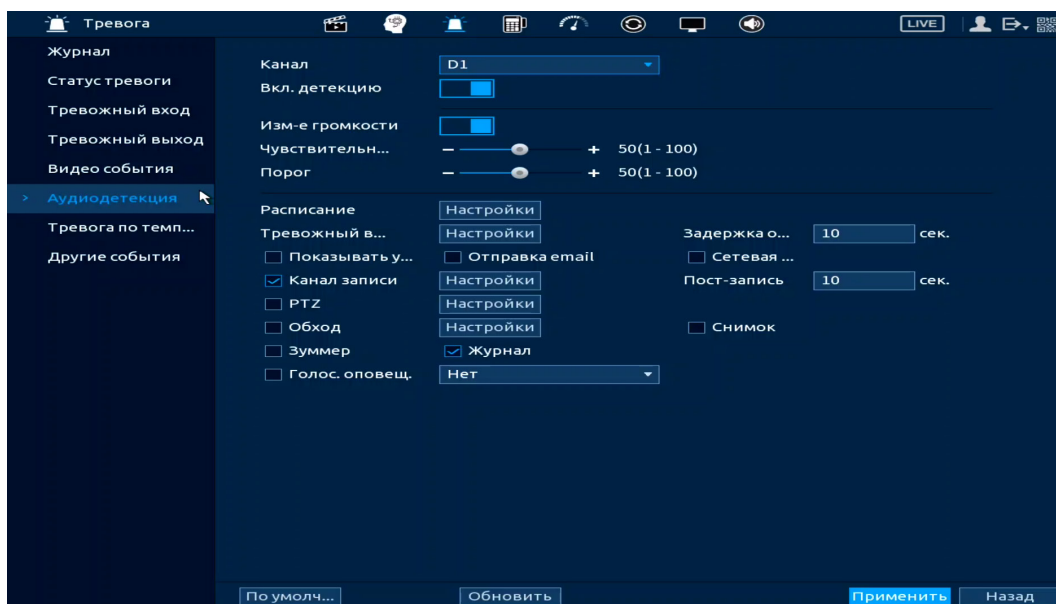 Тревога
LIVE
Журнал
Статус тревоги
Тревожный вход
Тревожный выход
Видео события
> Аудиодетекция
Тревога по темп...
Другие события
Канал D1
Вкл. детекцию
Изм-е громкости
Чувствительн... − + 50(1 - 100)
Порог − + 50(1 - 100)
Расписание Настройки
Тревожный в... Настройки Задержка о... 10 сек.
Показывать у... Отправка email Сетевая ...
Канал записи Настройки Пост-запись 10 сек.
PTZ Настройки
Обход Настройки Снимок
Зуммер Журнал
Голос. оповещ. Нет
По умолч... Обновить Применить Назад